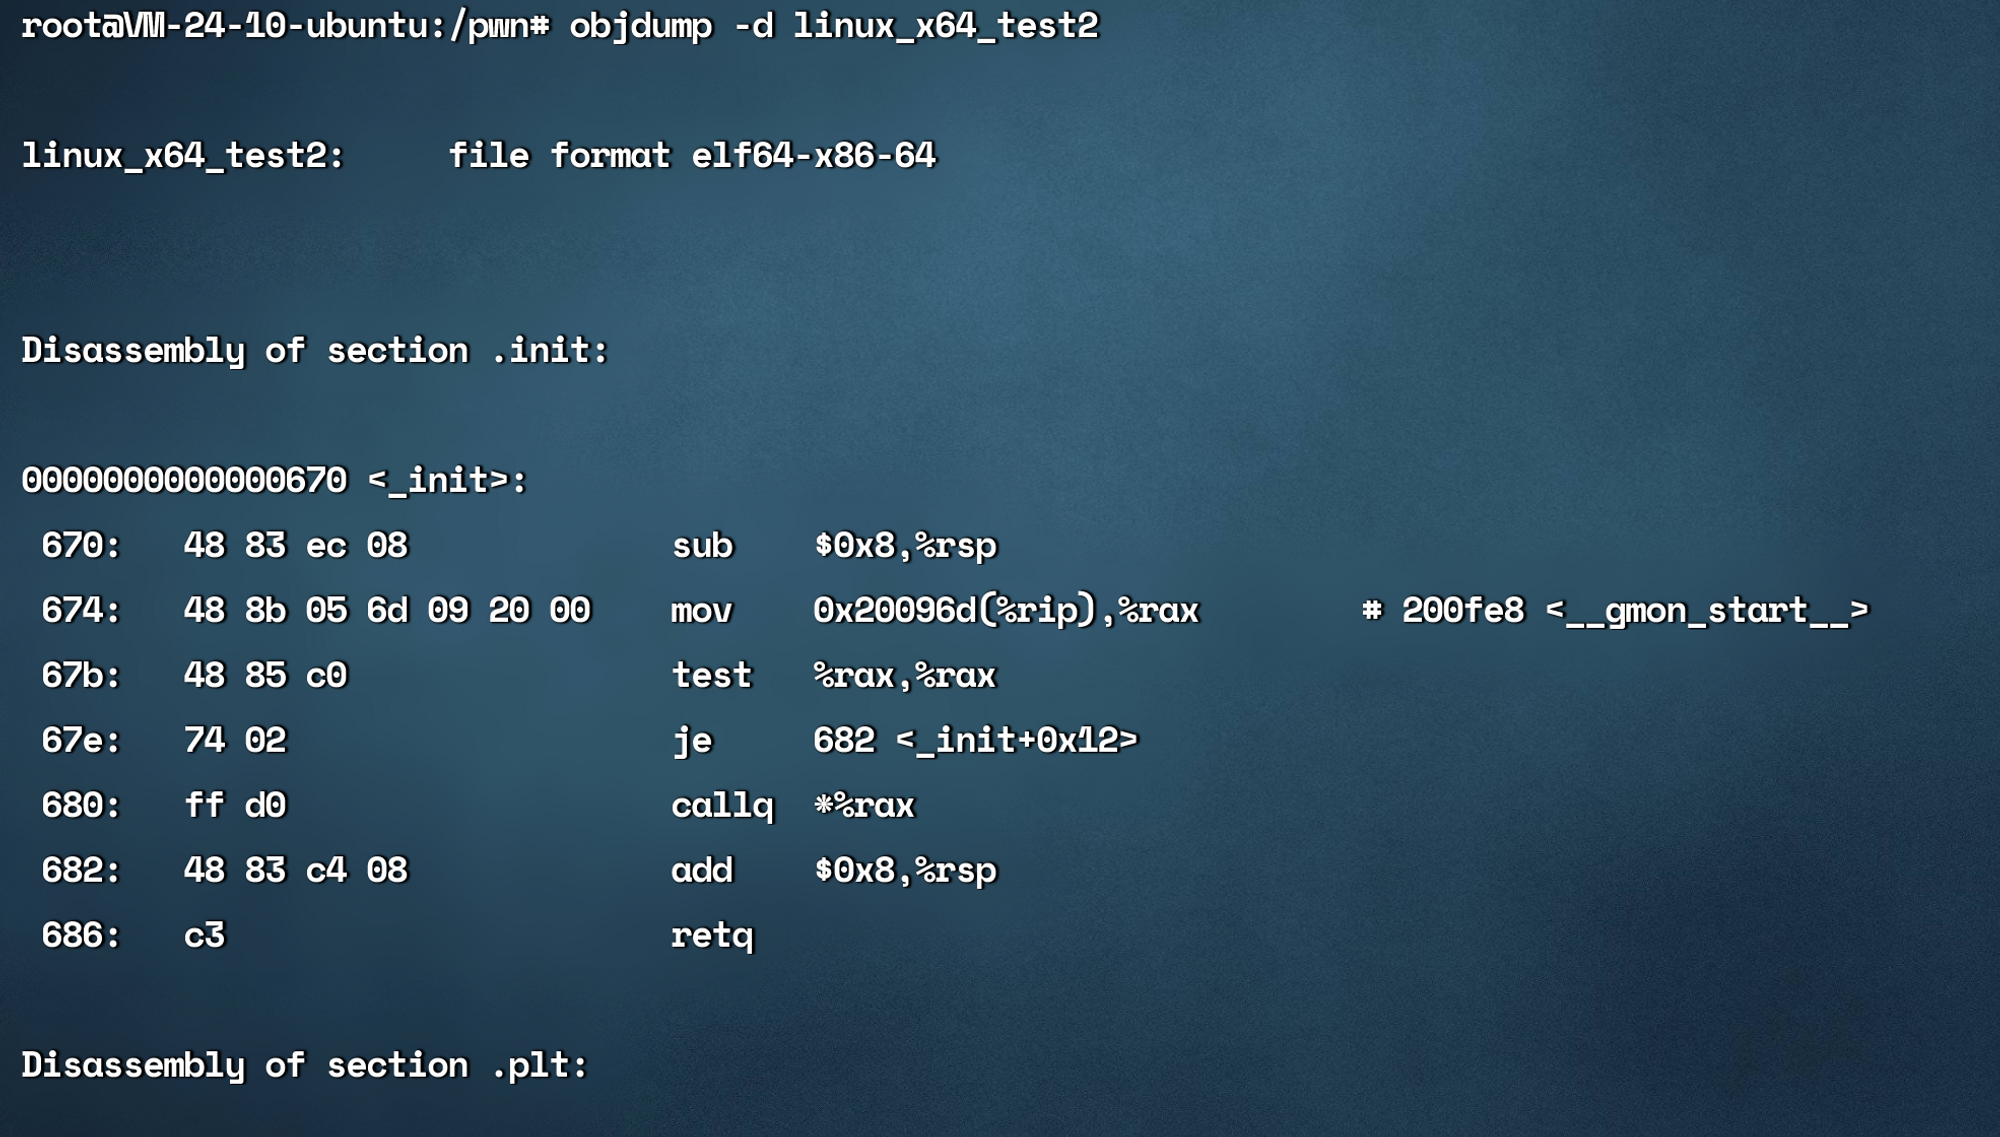 root@VM-24-10-ubuntu:/pwn# objdump -d linux_x64_test2
linux_x64_test2:     file format elf64-x86-64
Disassembly of section .init:
0000000000000670 <_init>:
 670:   48 83 ec 08             sub    $0x8,%rsp
 674:   48 8b 05 6d 09 20 00    mov    0x20096d(%rip),%rax        # 200fe8 <__gmon_start__>
 67b:   48 85 c0                test   %rax,%rax
 67e:   74 02                   je     682 <_init+0x12>
 680:   ff d0                   callq  *%rax
 682:   48 83 c4 08             add    $0x8,%rsp
 686:   c3                      retq
Disassembly of section .plt: